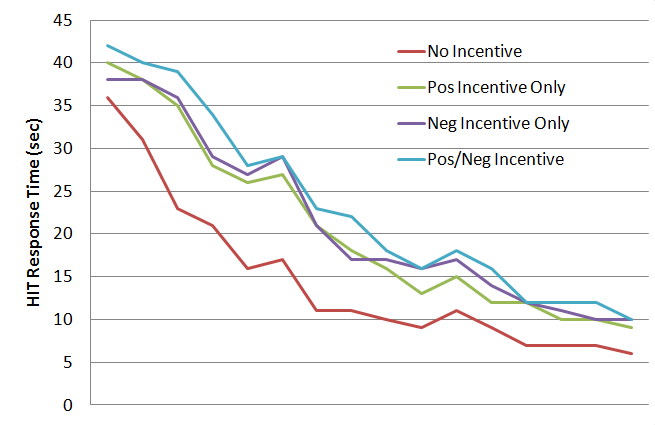 45
40
35
30
25
20
15
10
5
0
HIT Response Time (sec)
No Incentive
Pos Incentive Only
Neg Incentive Only
Pos/Neg Incentive